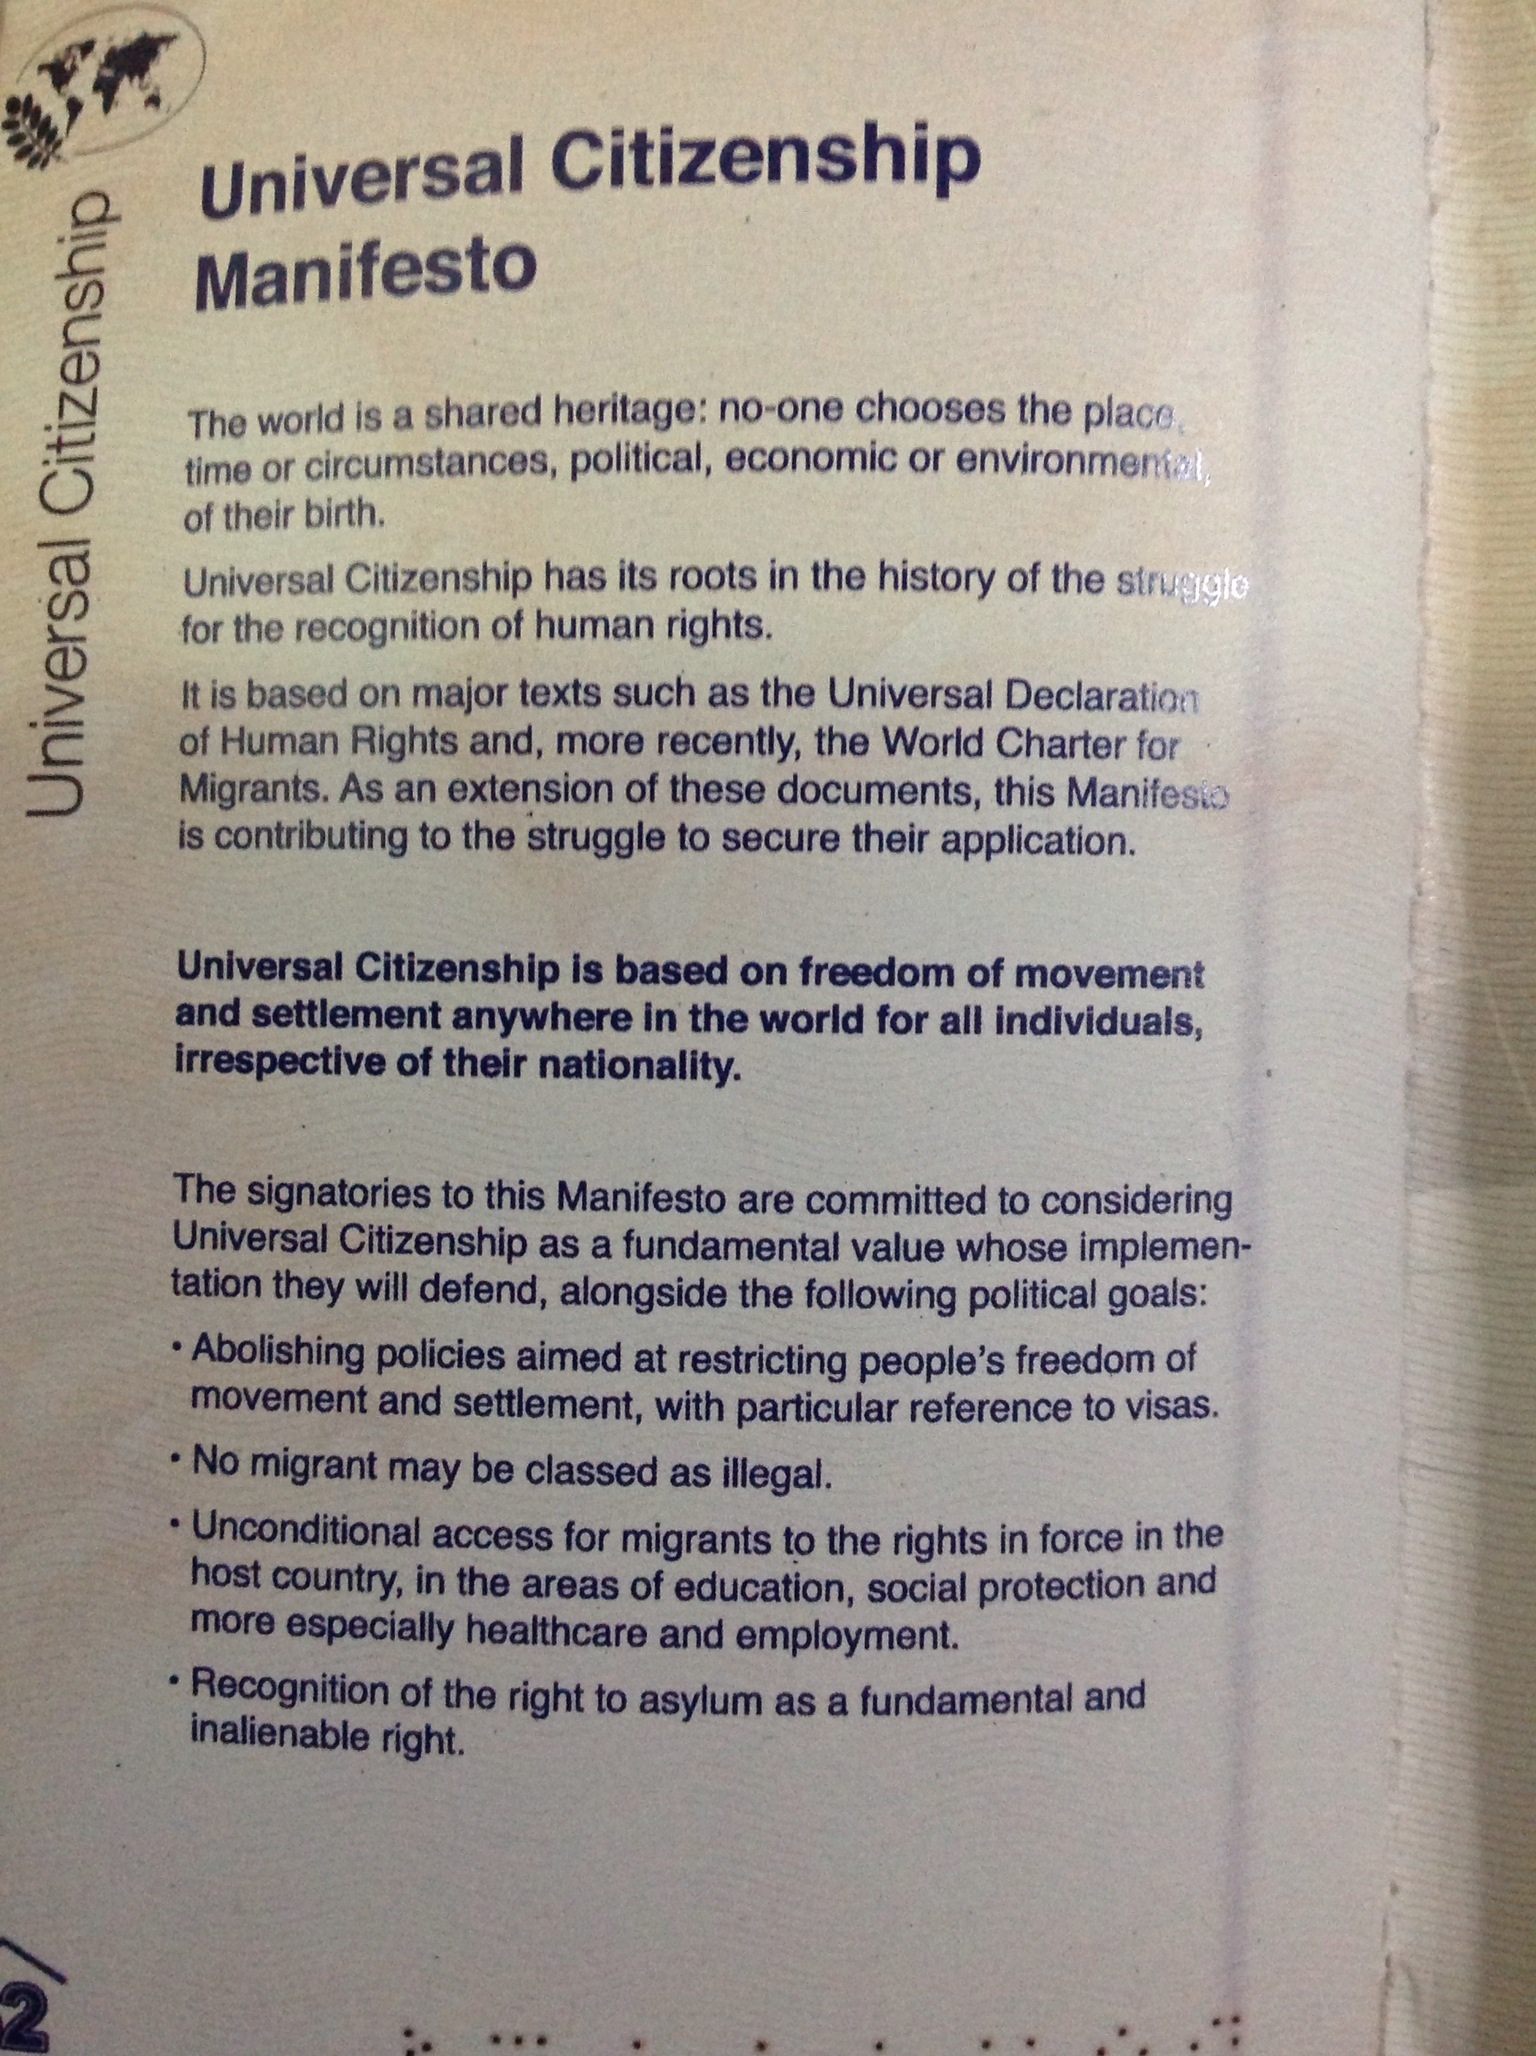 Universal Citizenship
Universal Citizenship
Manifesto
The world is a shared heritage: no-one chooses the place,
time or circumstances, political, economic or environmental,
of their birth.
Universal Citizenship has its roots in the history of the struggle
for the recognition of human rights.
It is based on major texts such as the Universal Declaration
of Human Rights and, more recently, the World Charter for
Migrants. As an extension of these documents, this Manifesto
is contributing to the struggle to secure their application.
Universal Citizenship is based on freedom of movement
and settlement anywhere in the world for all individuals,
irrespective of their nationality.
The signatories to this Manifesto are committed to considering
Universal Citizenship as a fundamental value whose implemen-
tation they will defend, alongside the following political goals:
• Abolishing policies aimed at restricting people's freedom of
movement and settlement, with particular reference to visas.
• No migrant may be classed as illegal.
• Unconditional access for migrants to the rights in force in the
host country, in the areas of education, social protection and
more especially healthcare and employment.
• Recognition of the right to asylum as a fundamental and
inalienable right.
2